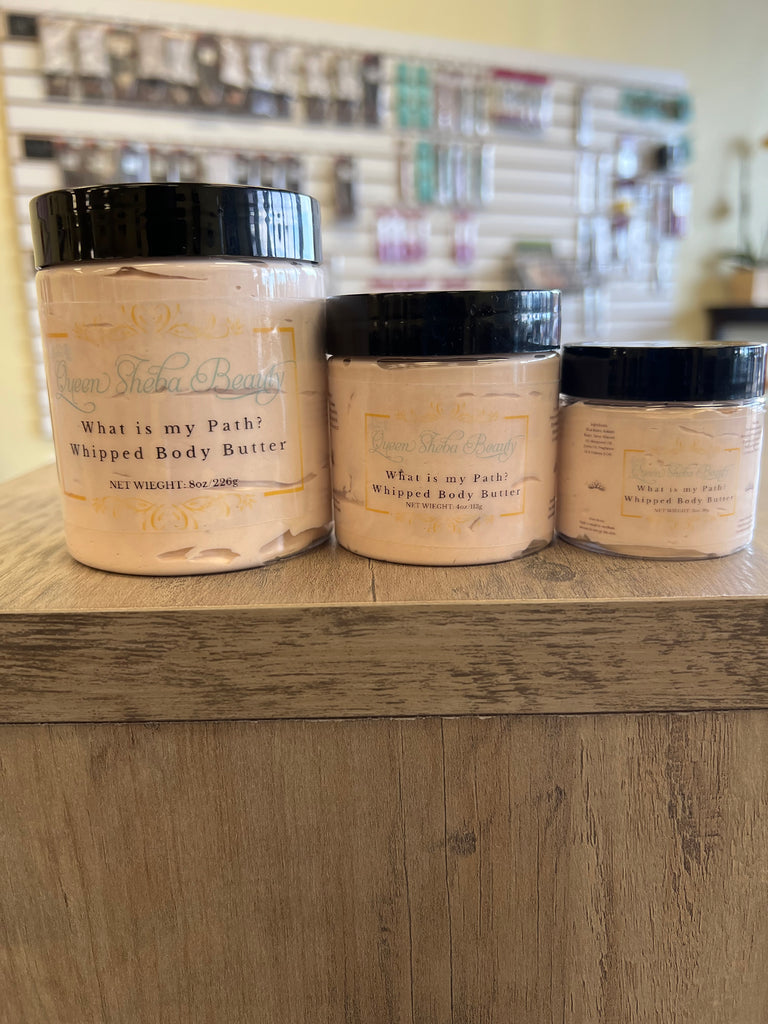 Queen Sheba Beauty
What is my Path?
Whipped Body Butter
NET WIEGHT: 8oz/226g
Queen Sheba Beauty
What is my Path?
Whipped Body Butter
NET WIEGHT: 4oz/112g
Queen Sheba Beauty
What is my Path?
Whipped Body Butter